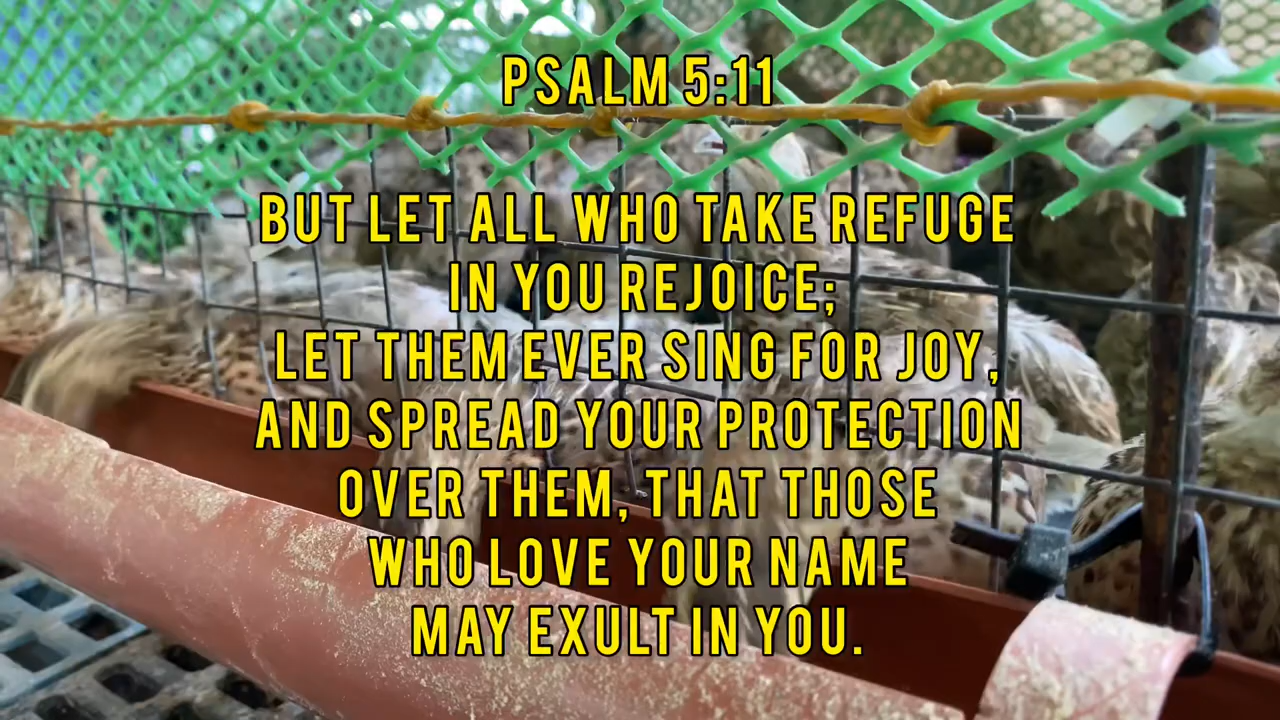 PSALM 5:11
BUT LET ALL WHO TAKE REFUGE
IN YOU REJOICE;
LET THEM EVER SING FOR JOY,
AND SPREAD YOUR PROTECTION
OVER THEM, THAT THOSE
WHO LOVE YOUR NAME
MAY EXULT IN YOU.